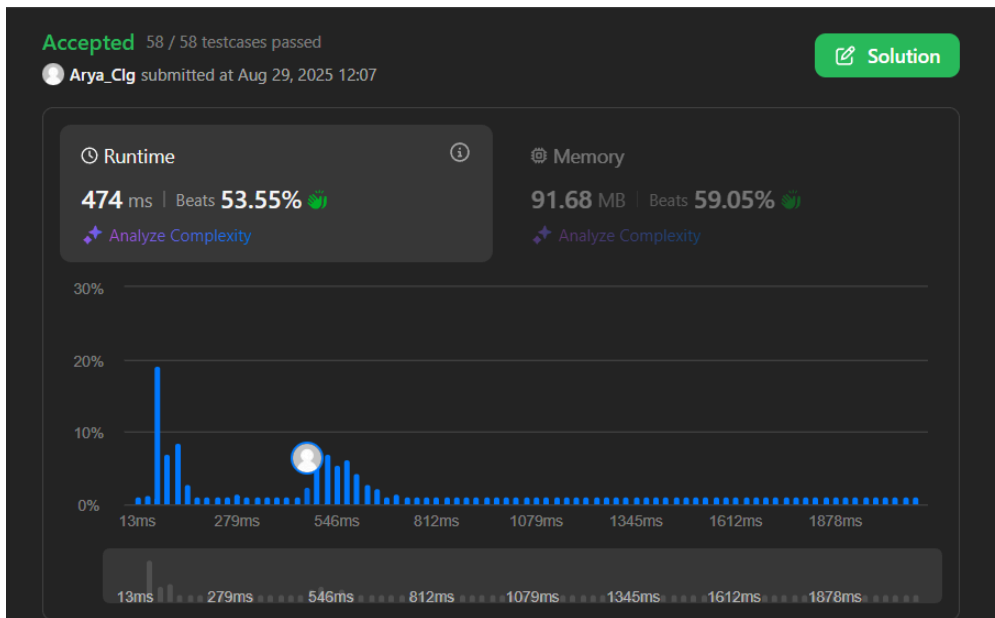 Accepted 58 / 58 testcases passed
Arya_Clg submitted at Aug 29, 2025 12:07
Solution
Runtime
474 ms | Beats 53.55%
Analyze Complexity
Memory
91.68 MB | Beats 59.05%
Analyze Complexity
30%
20%
10%
0%
13ms 279ms 546ms 812ms 1079ms 1345ms 1612ms 1878ms
13ms 279ms 546ms 812ms 1079ms 1345ms 1612ms 1878ms